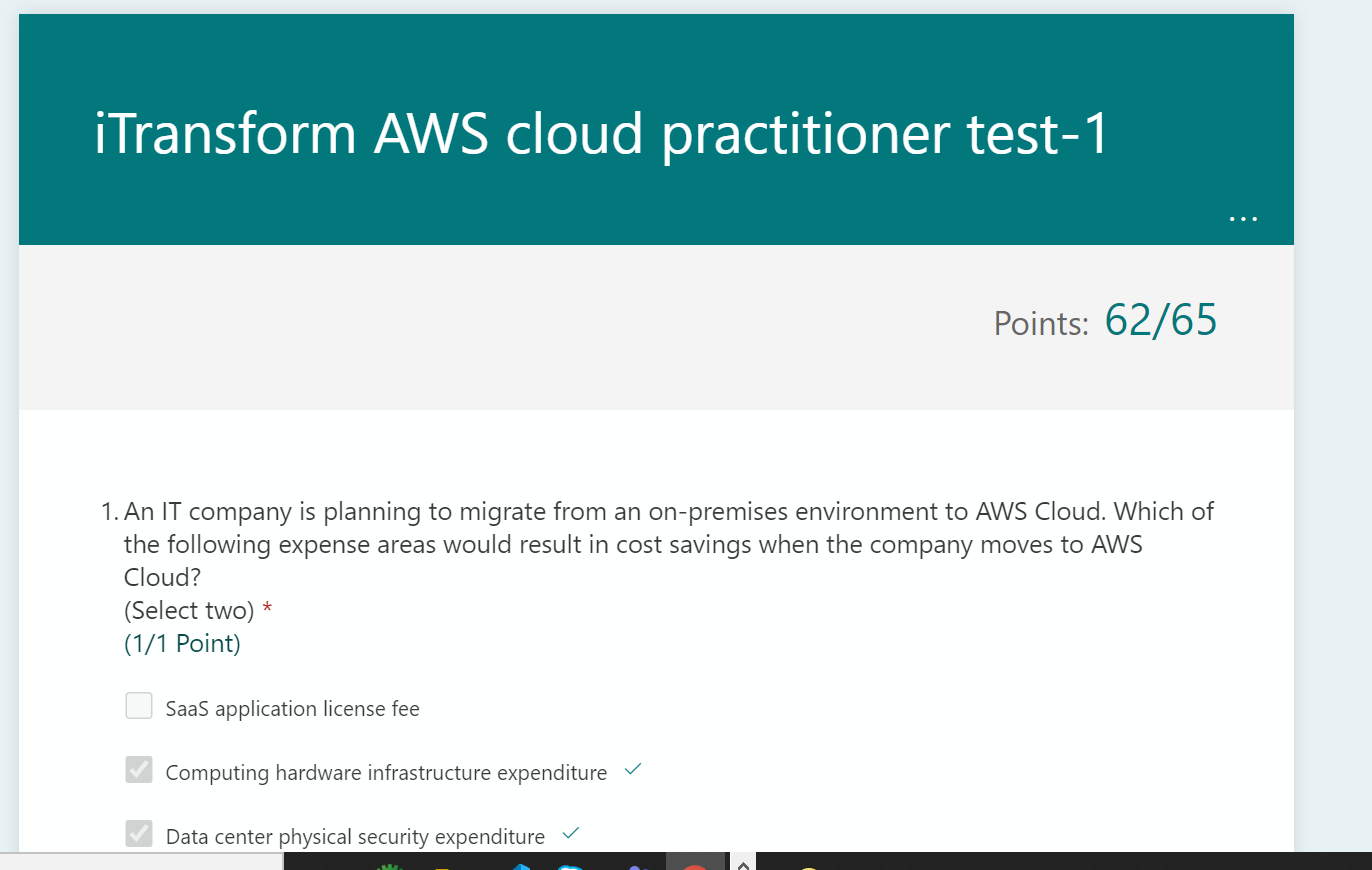 iTransform AWS cloud practitioner test-1
...
Points: 62/65
1. An IT company is planning to migrate from an on-premises environment to AWS Cloud. Which of
the following expense areas would result in cost savings when the company moves to AWS
Cloud?
(Select two) *
(1/1 Point)
SaaS application license fee
Computing hardware infrastructure expenditure
Data center physical security expenditure